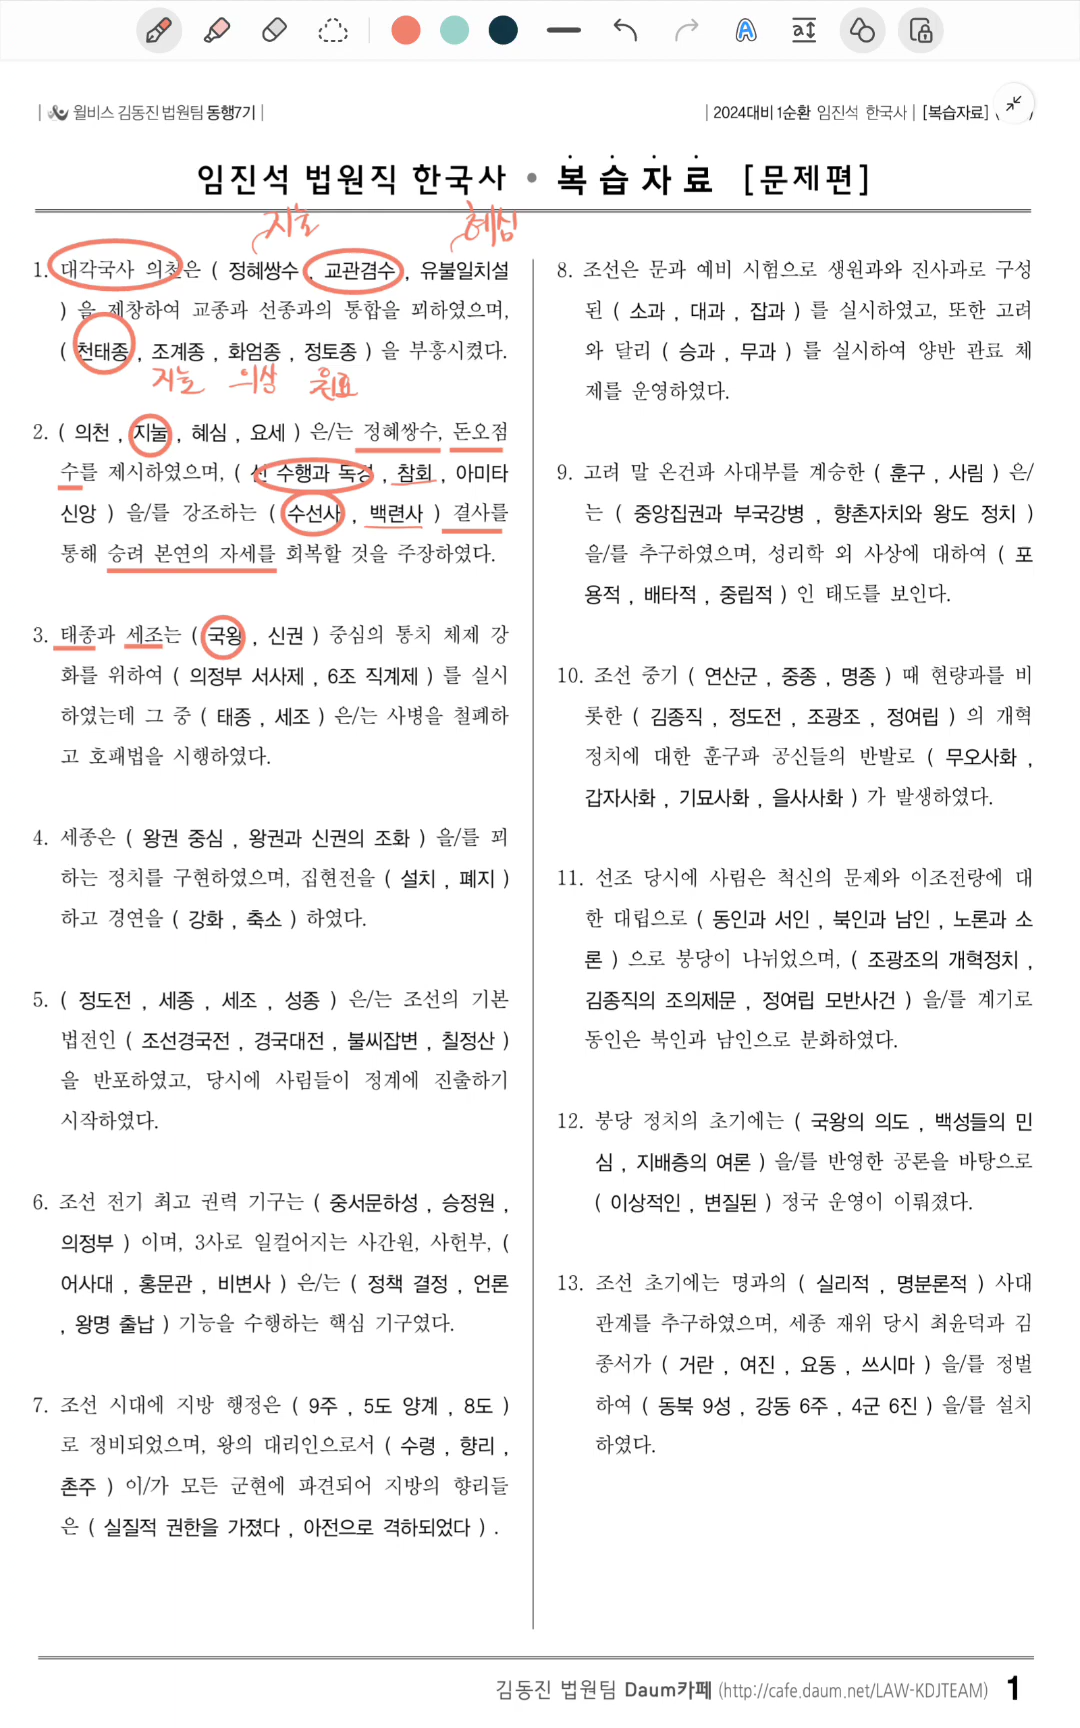 윌비스 김동진 법원팀 동행7기
2024대비 1순환 임진석 한국사 | [복습자료]
임진석 법원직 한국사 • 복습자료 [문제편]
지눌
혜심
1. 대각국사 의천은 ( 정혜쌍수 , 교관겸수 , 유불일치설
) 을 제창하여 교종과 선종과의 통합을 꾀하였으며,
( 천태종 , 조계종 , 화엄종 , 정토종 ) 을 부흥시켰다.
지눌 의상 원효
2. ( 의천 , 지눌 , 혜심 , 요세 ) 은/는 정혜쌍수, 돈오점
수를 제시하였으며, ( 선 수행과 독경 , 참회 , 아미타
신앙 ) 을/를 강조하는 ( 수선사 , 백련사 ) 결사를
통해 승려 본연의 자세를 회복할 것을 주장하였다.
3. 태종과 세조는 ( 국왕 , 신권 ) 중심의 통치 체제 강
화를 위하여 ( 의정부 서사제 , 6조 직계제 ) 를 실시
하였는데 그 중 ( 태종 , 세조 ) 은/는 사병을 철폐하
고 호패법을 시행하였다.
4. 세종은 ( 왕권 중심 , 왕권과 신권의 조화 ) 을/를 꾀
하는 정치를 구현하였으며, 집현전을 ( 설치 , 폐지 )
하고 경연을 ( 강화 , 축소 ) 하였다.
5. ( 정도전 , 세종 , 세조 , 성종 ) 은/는 조선의 기본
법전인 ( 조선경국전 , 경국대전 , 불씨잡변 , 칠정산 )
을 반포하였고, 당시에 사림들이 정계에 진출하기
시작하였다.
6. 조선 전기 최고 권력 기구는 ( 중서문하성 , 승정원 ,
의정부 ) 이며, 3사로 일컬어지는 사간원, 사헌부, (
어사대 , 홍문관 , 비변사 ) 은/는 ( 정책 결정 , 언론
, 왕명 출납 ) 기능을 수행하는 핵심 기구였다.
7. 조선 시대에 지방 행정은 ( 9주 , 5도 양계 , 8도 )
로 정비되었으며, 왕의 대리인으로서 ( 수령 , 향리 ,
촌주 ) 이/가 모든 군현에 파견되어 지방의 향리들
은 ( 실질적 권한을 가졌다 , 아전으로 격하되었다 ) .
8. 조선은 문과 예비 시험으로 생원과와 진사과로 구성
된 ( 소과 , 대과 , 잡과 ) 를 실시하였고, 또한 고려
와 달리 ( 승과 , 무과 ) 를 실시하여 양반 관료 체
제를 운영하였다.
9. 고려 말 온건파 사대부를 계승한 ( 훈구 , 사림 ) 은/
는 ( 중앙집권과 부국강병 , 향촌자치와 왕도 정치 )
을/를 추구하였으며, 성리학 외 사상에 대하여 ( 포
용적 , 배타적 , 중립적 ) 인 태도를 보인다.
10. 조선 중기 ( 연산군 , 중종 , 명종 ) 때 현량과를 비
롯한 ( 김종직 , 정도전 , 조광조 , 정여립 ) 의 개혁
정치에 대한 훈구파 공신들의 반발로 ( 무오사화 ,
갑자사화 , 기묘사화 , 을사사화 ) 가 발생하였다.
11. 선조 당시에 사림은 척신의 문제와 이조전랑에 대
한 대립으로 ( 동인과 서인 , 북인과 남인 , 노론과 소
론 ) 으로 붕당이 나뉘었으며, ( 조광조의 개혁정치 ,
김종직의 조의제문 , 정여립 모반사건 ) 을/를 계기로
동인은 북인과 남인으로 분화하였다.
12. 붕당 정치의 초기에는 ( 국왕의 의도 , 백성들의 민
심 , 지배층의 여론 ) 을/를 반영한 공론을 바탕으로
( 이상적인 , 변질된 ) 정국 운영이 이뤄졌다.
13. 조선 초기에는 명과의 ( 실리적 , 명분론적 ) 사대
관계를 추구하였으며, 세종 재위 당시 최윤덕과 김
종서가 ( 거란 , 여진 , 요동 , 쓰시마 ) 을/를 정벌
하여 ( 동북 9성 , 강동 6주 , 4군 6진 ) 을/를 설치
하였다.
김동진 법원팀 Daum카페 (http://cafe.daum.net/LAW-KDJTEAM) 1